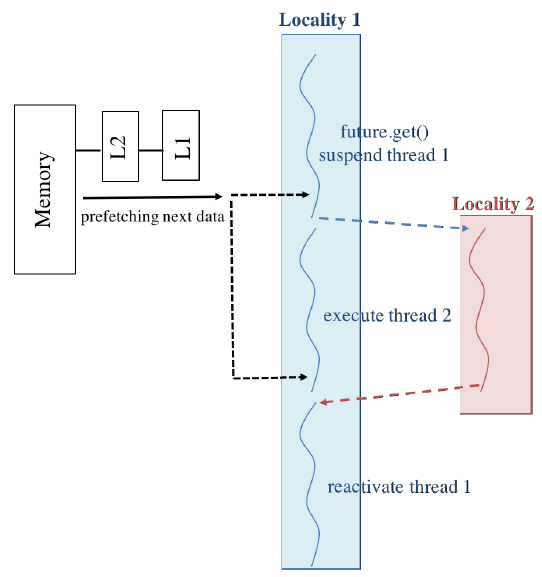 Locality 1
L2
L1
Memory
future.get()
suspend thread 1
prefetching next data
Locality 2
execute thread 2
reactivate thread 1